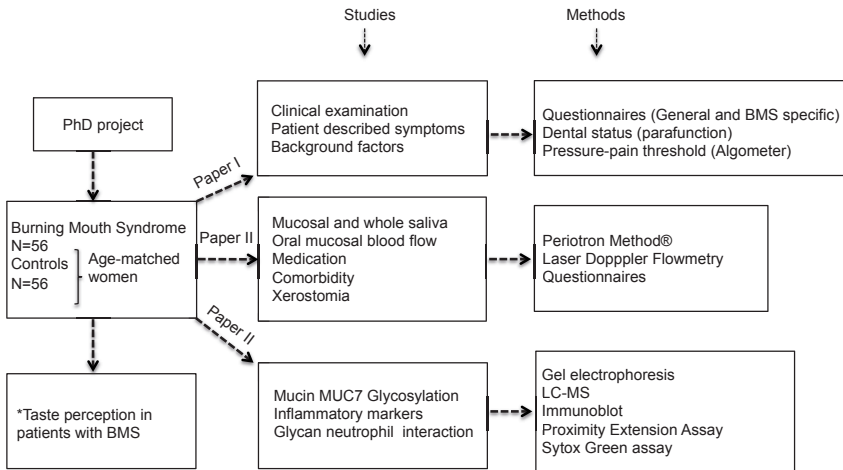 Studies
Methods
PhD project
Clinical examination
Patient described symptoms
Background factors
Questionnaires (General and BMS specific)
Dental status (parafunction)
Pressure-pain threshold (Algometer)
Paper I
Burning Mouth Syndrome
N=56
Controls
N=56
Age-matched
women
Paper II
Mucosal and whole saliva
Oral mucosal blood flow
Medication
Comorbidity
Xerostomia
Periotron Method®
Laser Dopppler Flowmetry
Questionnaires
Paper II
*Taste perception in
patients with BMS
Mucin MUC7 Glycosylation
Inflammatory markers
Glycan neutrophil interaction
Gel electrophoresis
LC-MS
Immunoblot
Proximity Extension Assay
Sytox Green assay